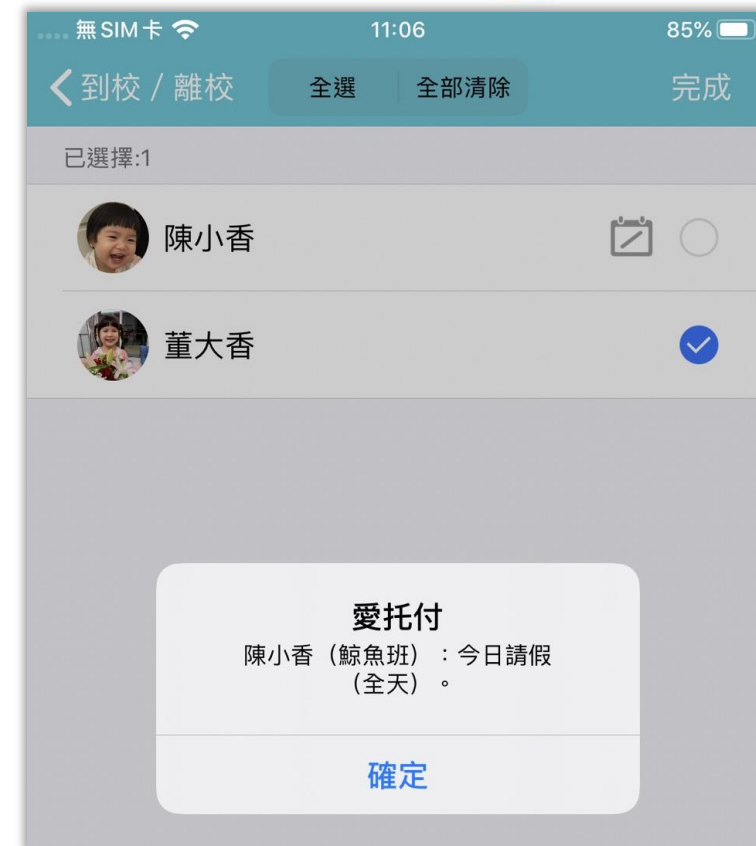 無SIM卡 11:06 85%
到校 / 離校 全選 全部清除 完成
已選擇:1
陳小香
董大香
愛托付
陳小香（鯨魚班）：今日請假
（全天）。
確定